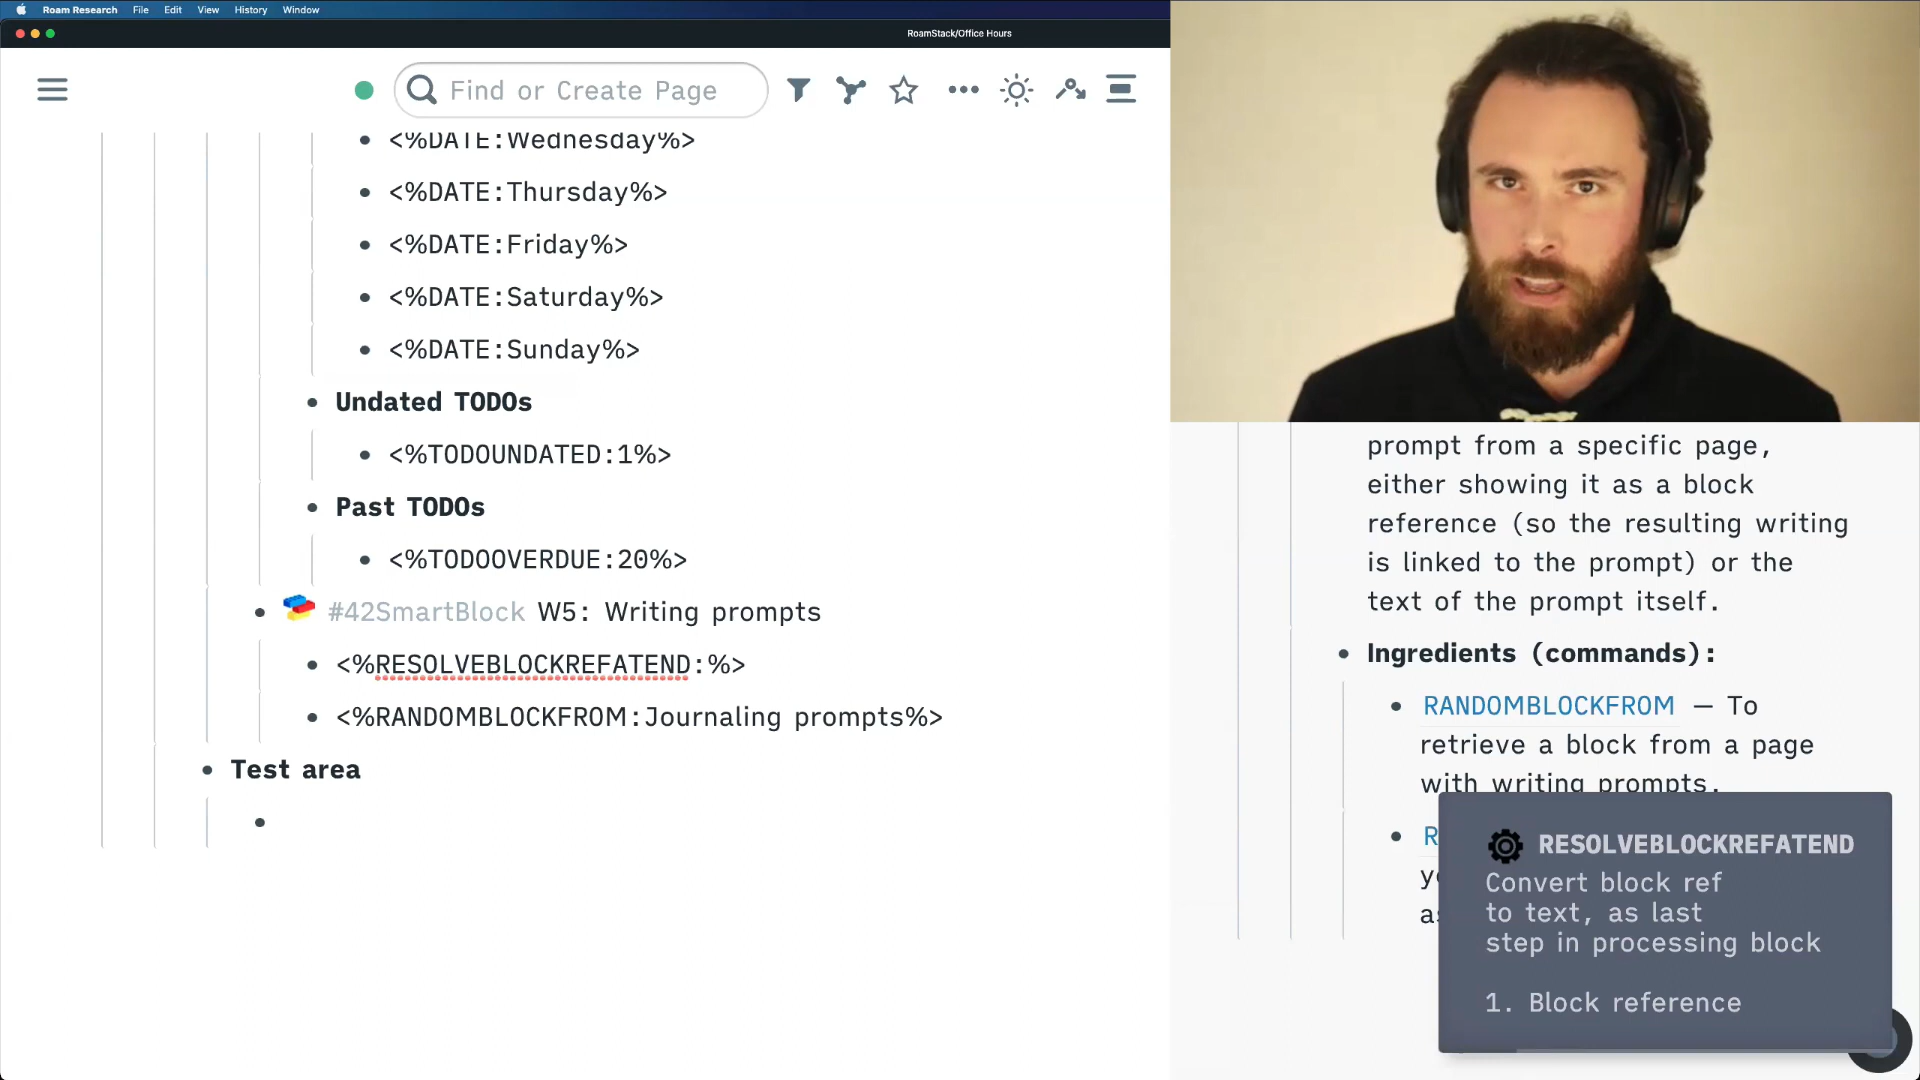 Roam Research File Edit View History Window
RoamStack/Office Hours
Find or Create Page
<%DATE:Wednesday%>
<%DATE:Thursday%>
<%DATE:Friday%>
<%DATE:Saturday%>
<%DATE:Sunday%>
Undated TODOs
<%TODOUNDATED:1%>
Past TODOs
<%TODOOVERDUE:20%>
#42SmartBlock W5: Writing prompts
<%RESOLVEBLOCKREFATEND:%>
<%RANDOMBLOCKFROM:Journaling prompts%>
Test area
prompt from a specific page,
either showing it as a block
reference (so the resulting writing
is linked to the prompt) or the
text of the prompt itself.
Ingredients (commands):
RANDOMBLOCKFROM — To
retrieve a block from a page
with writing prompts.
RESOLVEBLOCKREFATEND
Convert block ref
to text, as last
step in processing block
1. Block reference